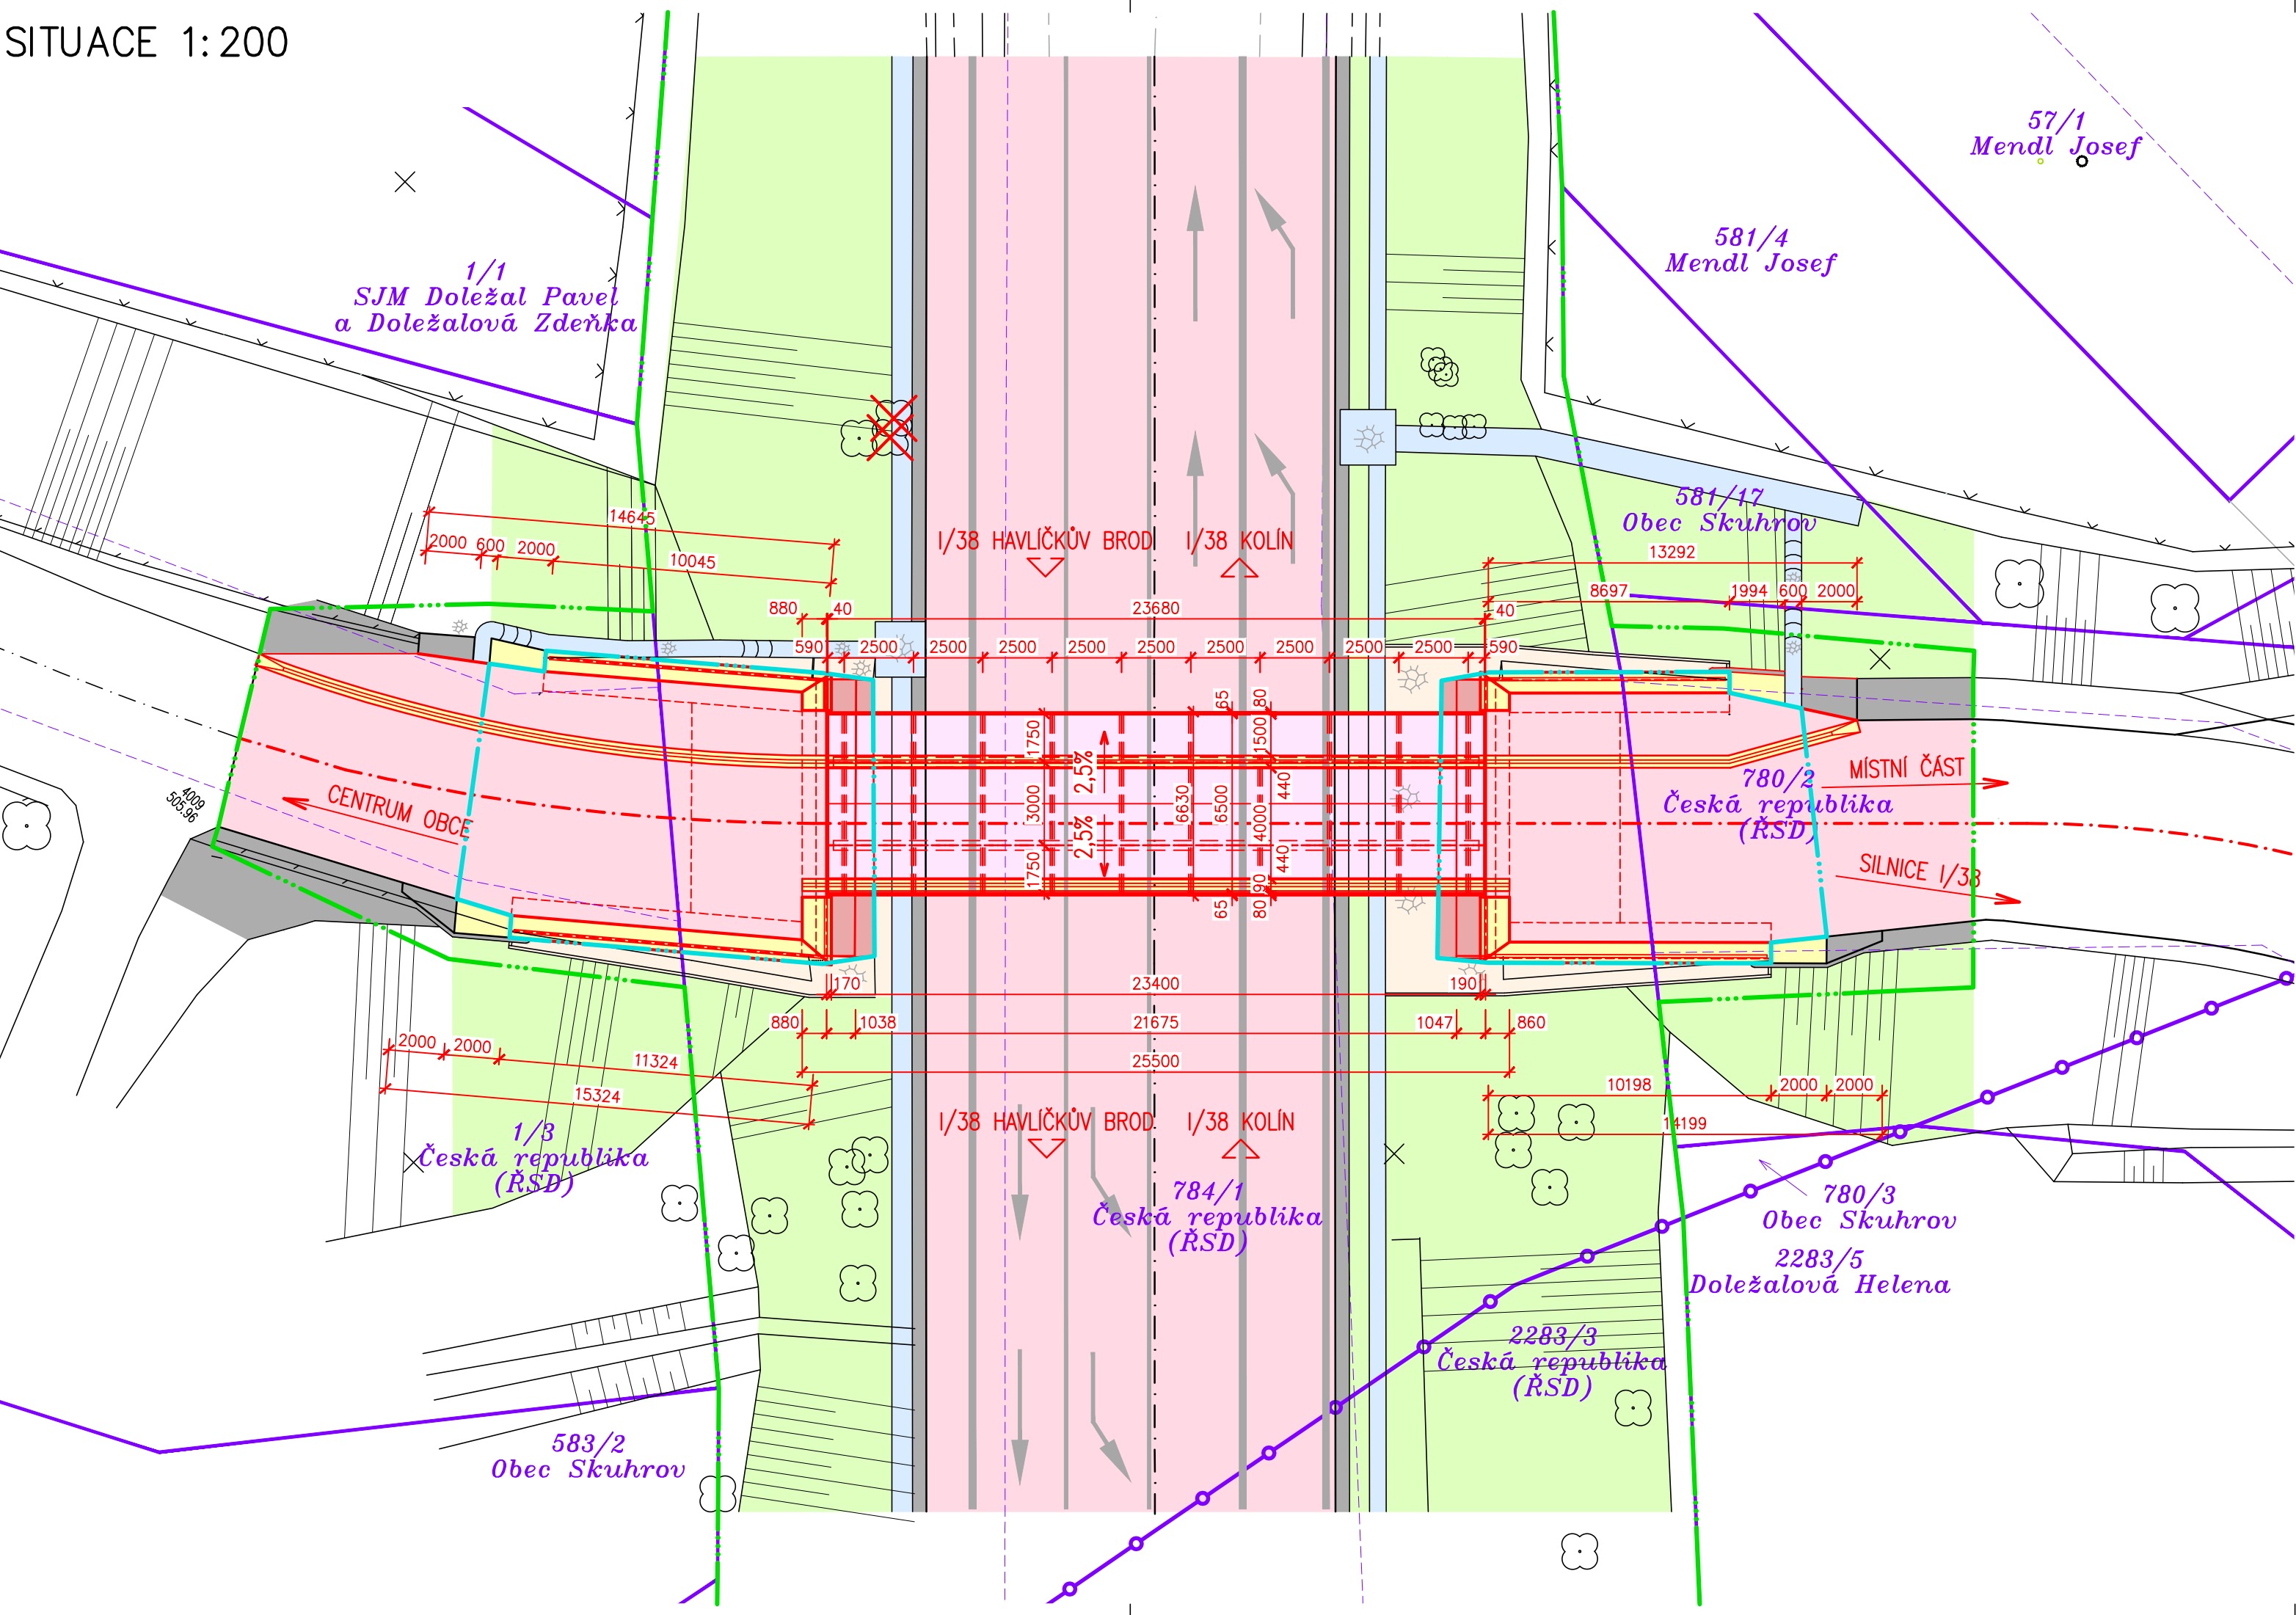 SITUACE 1:200
57/1
Mendl Josef
581/4
Mendl Josef
1/1
SJM Doležal Pavel
a Doležalová Zdeňka
581/17
Obec Skuhrov
14645
2000 600 2000
10045
I/38 HAVLÍČKŮV BROD
I/38 KOLÍN
13292
8697 1994 600 2000
880 40 23680 40
590 2500 2500 2500 2500 2500 2500 2500 2500 2500 590
65
80
1750
1500
2,5%
440
3000
6630
6500
4000
2,5%
1750
440
90
65
80
780/2
Česká republika
(ŘSD)
MÍSTNÍ ČÁST
SILNICE I/38
CENTRUM OBCE
4009
505.96
170 23400 190
880 1038 21675 1047 860
25500
2000 2000 11324
15324
10198 2000 2000
14199
I/38 HAVLÍČKŮV BROD
I/38 KOLÍN
1/3
Česká republika
(ŘSD)
784/1
Česká republika
(ŘSD)
780/3
Obec Skuhrov
2283/5
Doležalová Helena
2283/3
Česká republika
(ŘSD)
583/2
Obec Skuhrov